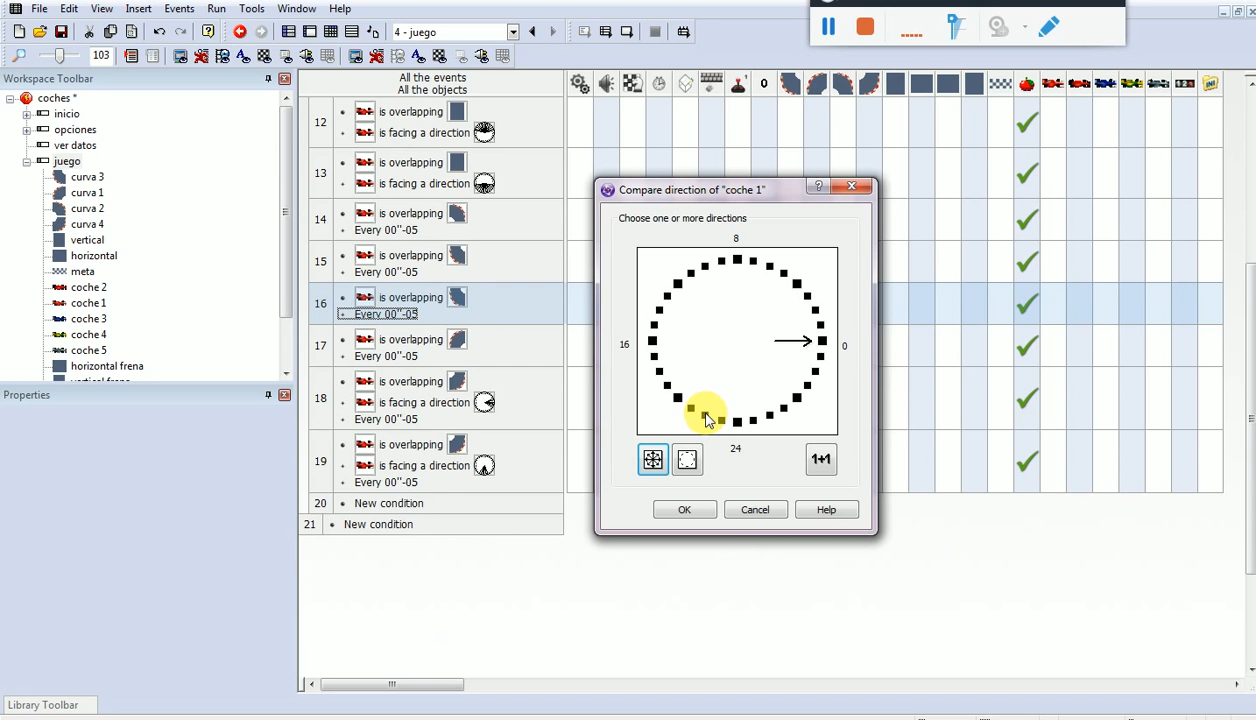 File Edit View Insert Events Run Tools Window Help
4 - juego
103
Workspace Toolbar
coches *
inicio
opciones
ver datos
juego
curva 3
curva 1
curva 2
curva 4
vertical
horizontal
meta
coche 2
coche 1
coche 3
coche 4
coche 5
horizontal frena
vertical frena
Properties
Library Toolbar
All the events
All the objects
0
12 is overlapping
is facing a direction
13 is overlapping
is facing a direction
14 is overlapping
Every 00"-05
15 is overlapping
Every 00"-05
16 is overlapping
Every 00"-05
17 is overlapping
Every 00"-05
18 is overlapping
is facing a direction
Every 00"-05
19 is overlapping
is facing a direction
Every 00"-05
20 New condition
21 New condition
Compare direction of "coche 1"
Choose one or more directions
8
16
0
24
1+1
OK Cancel Help